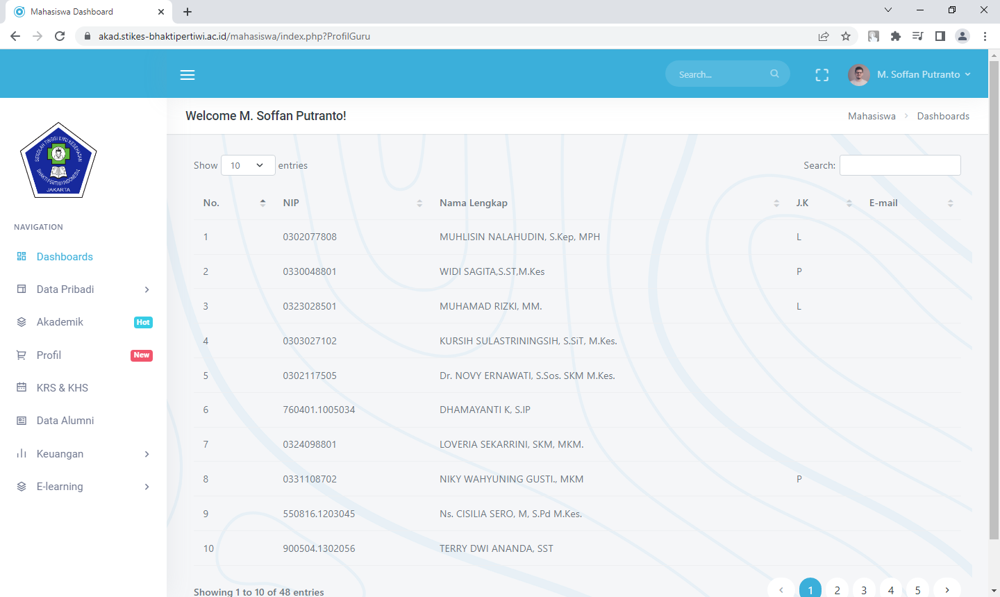 Mahasiswa Dashboard
akad.stikes-bhaktipertiwi.ac.id/mahasiswa/index.php?ProfilGuru
Search...
M. Soffan Putranto
Welcome M. Soffan Putranto!
Mahasiswa > Dashboards
SEKOLAH TINGGI ILMU KESEHATAN
BHAKTI PERTIWI INDONESIA
JAKARTA
NAVIGATION
Dashboards
Data Pribadi
Akademik Hot
Profil New
KRS & KHS
Data Alumni
Keuangan
E-learning
Show 10 entries Search:
No. NIP Nama Lengkap J.K E-mail
1 0302077808 MUHLISIN NALAHUDIN, S.Kep, MPH L
2 0330048801 WIDI SAGITA,S.ST,M.Kes P
3 0323028501 MUHAMAD RIZKI, MM. L
4 0303027102 KURSIH SULASTRININGSIH, S.SiT, M.Kes.
5 0302117505 Dr. NOVY ERNAWATI, S.Sos. SKM M.Kes.
6 760401.1005034 DHAMAYANTI K, S.IP
7 0324098801 LOVERIA SEKARRINI, SKM, MKM.
8 0331108702 NIKY WAHYUNING GUSTI., MKM P
9 550816.1203045 Ns. CISILIA SERO, M, S.Pd M.Kes.
10 900504.1302056 TERRY DWI ANANDA, SST
Showing 1 to 10 of 48 entries < 1 2 3 4 5 >